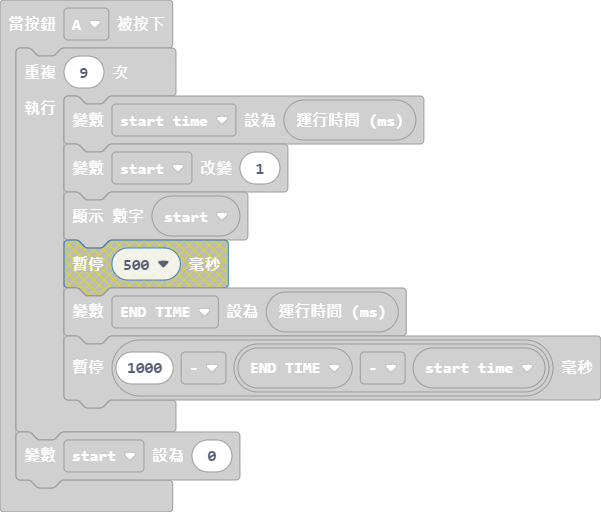 當按鈕 A 被按下
重複 9 次
執行
變數 start time 設為 運行時間 (ms)
變數 start 改變 1
顯示 數字 start
暫停 500 毫秒
變數 END TIME 設為 運行時間 (ms)
暫停 1000 - END TIME - start time 毫秒
變數 start 設為 0